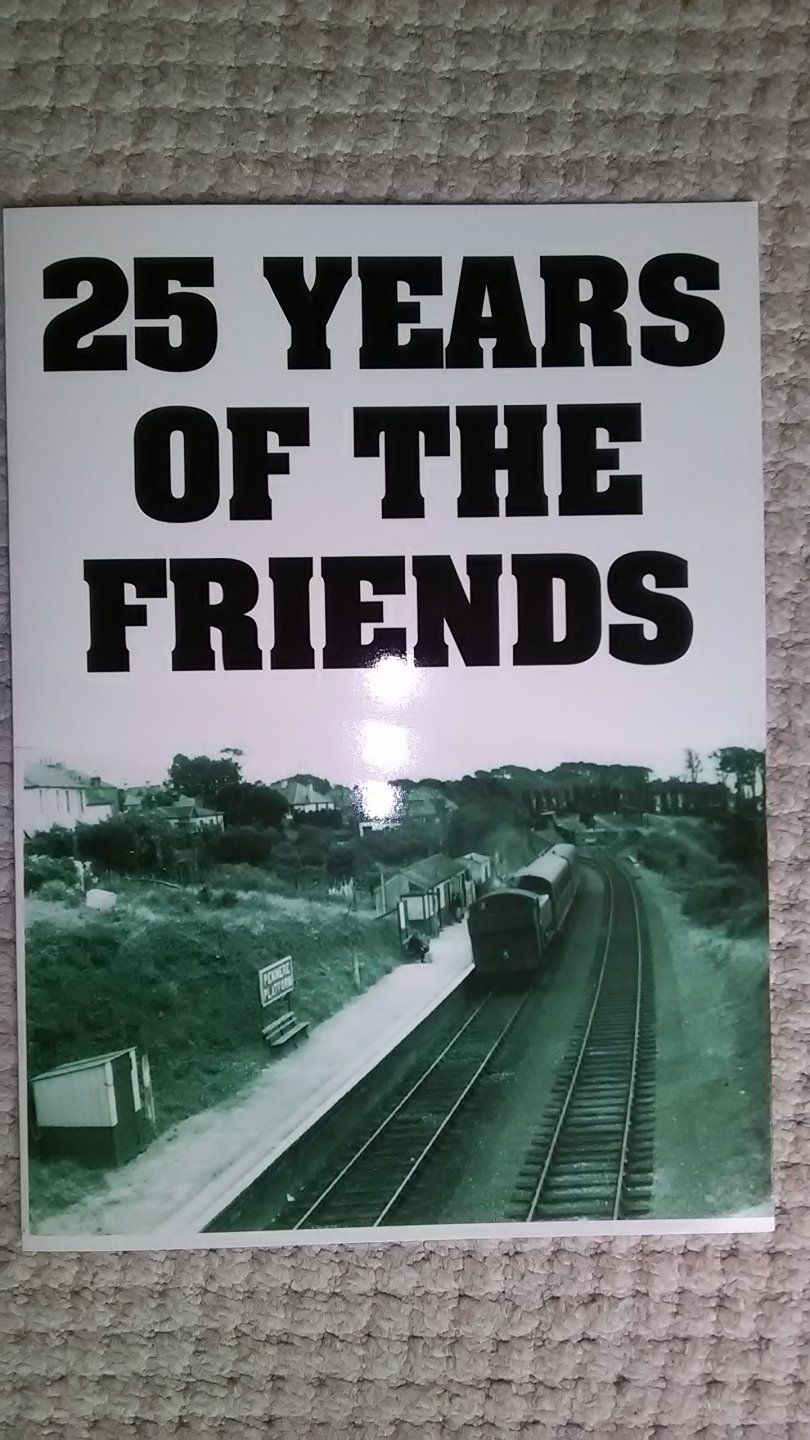 25 YEARS
OF THE
FRIENDS
PENMERE
PLATFORM